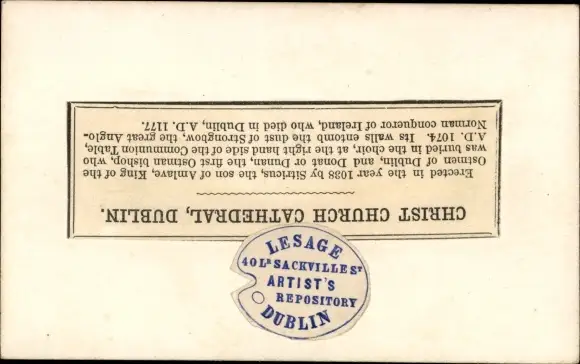 CHRIST CHURCH CATHEDRAL, DUBLIN.
Erected in the year 1038 by Sitricus, the son of Amlave, King of the
Ostmen of Dublin, and Donat or Dunan, the first Ostman bishop, who
was buried in the choir, at the right hand side of the Communion Table,
A.D. 1074. Its walls entomb the dust of Strongbow, the great Anglo-
Norman conqueror of Ireland, who died in Dublin, A.D. 1177.
LESAGE
40 LR SACKVILLE ST
ARTIST'S
REPOSITORY
DUBLIN